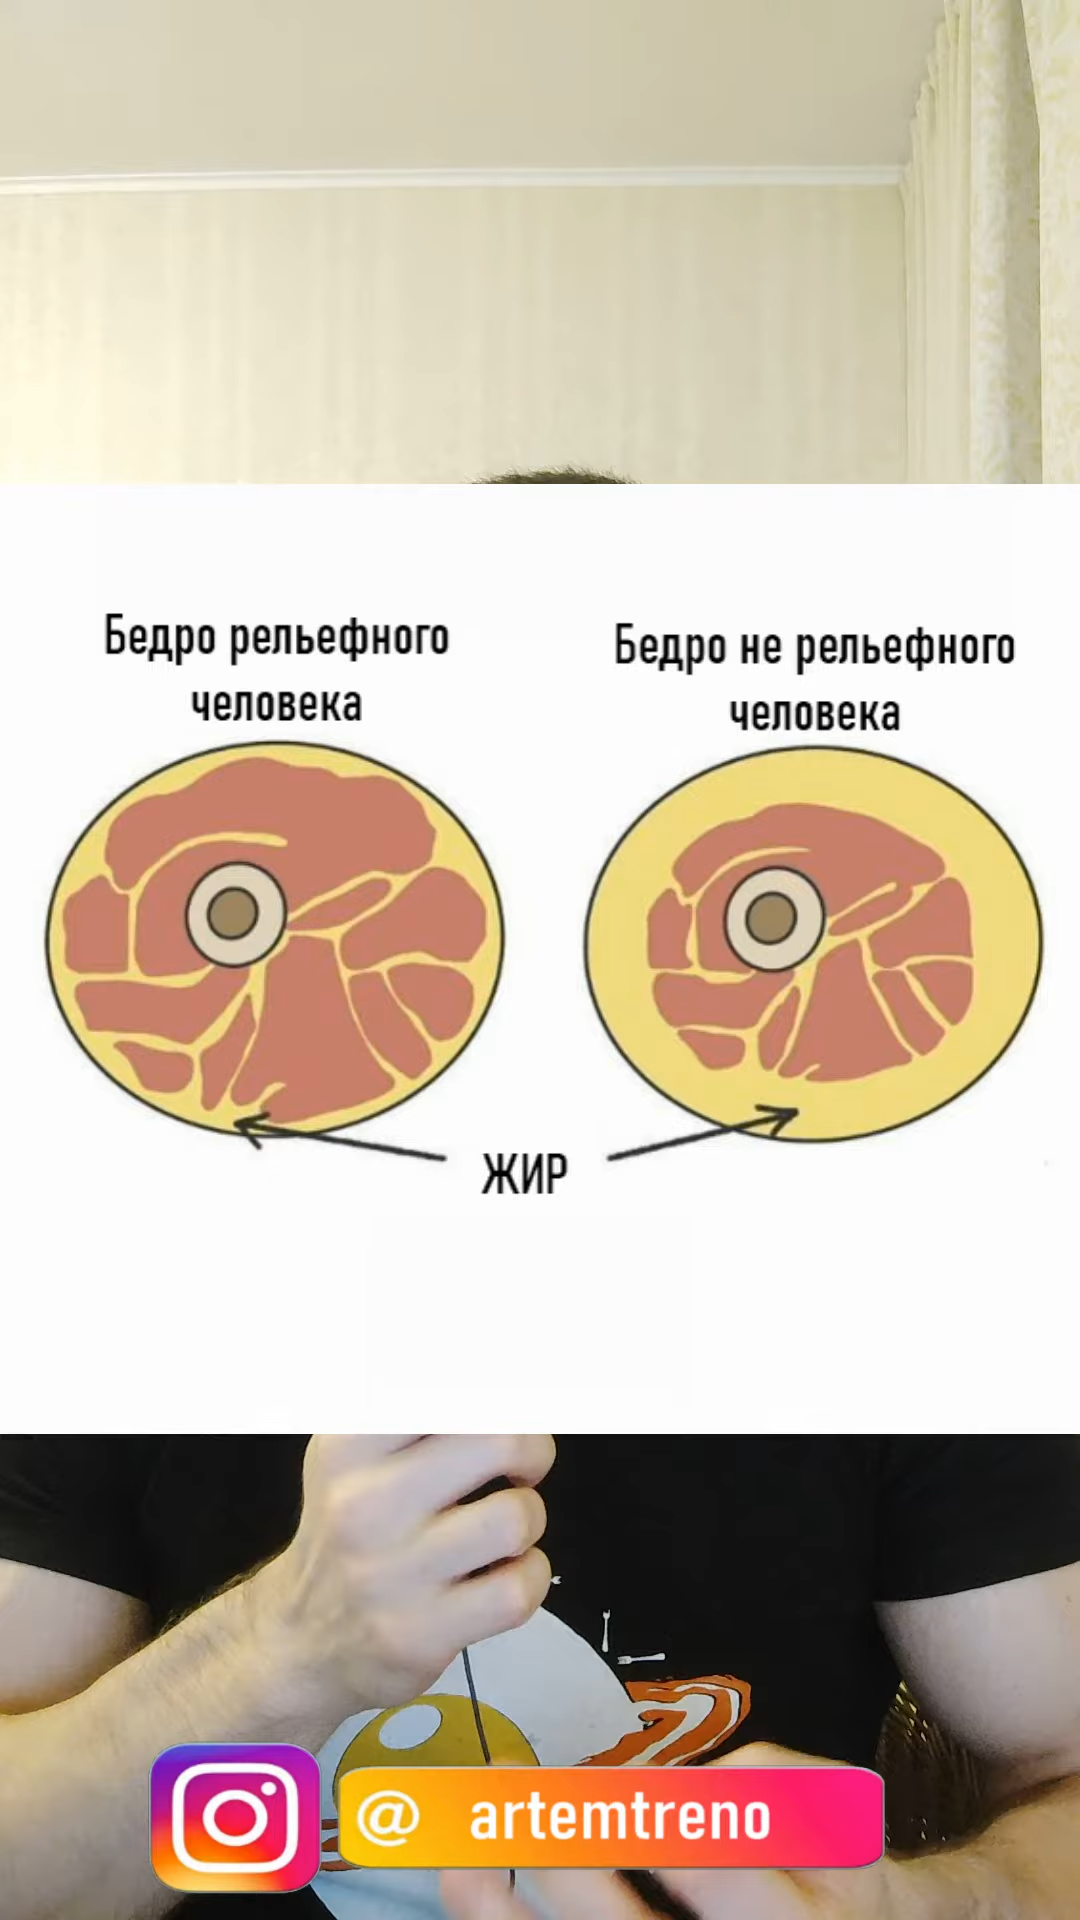 Бедро рельефного
человека
Бедро не рельефного
человека
ЖИР
@ artemtreno